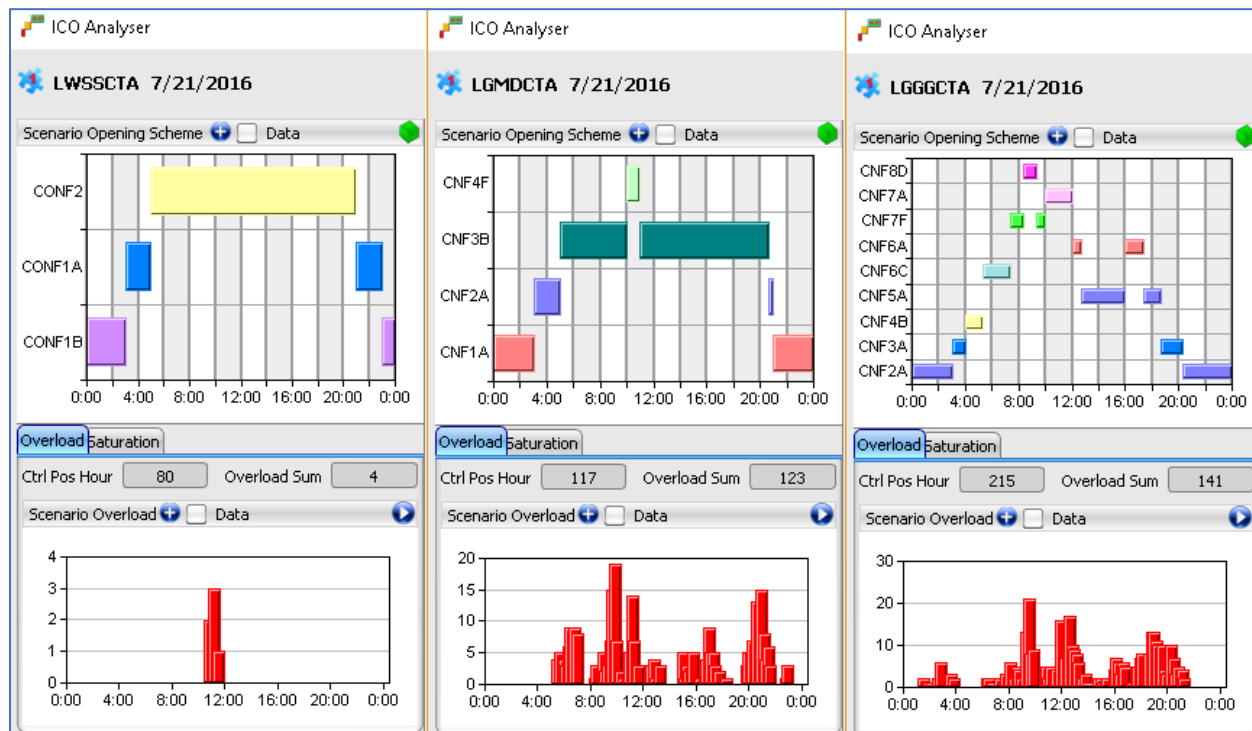 ICO Analyser
LWSSCTA 7/21/2016
Scenario Opening Scheme Data
CONF2
CONF1A
CONF1B
0:00 4:00 8:00 12:00 16:00 20:00 0:00
Overload Saturation
Ctrl Pos Hour 80 Overload Sum 4
Scenario Overload Data
4
3
2
1
0
0:00 4:00 8:00 12:00 16:00 20:00 0:00
ICO Analyser
LGMDCTA 7/21/2016
Scenario Opening Scheme Data
CNF4F
CNF3B
CNF2A
CNF1A
0:00 4:00 8:00 12:00 16:00 20:00 0:00
Overload Saturation
Ctrl Pos Hour 117 Overload Sum 123
Scenario Overload Data
20
15
10
5
0
0:00 4:00 8:00 12:00 16:00 20:00 0:00
ICO Analyser
LGGGCTA 7/21/2016
Scenario Opening Scheme Data
CNF8D
CNF7A
CNF7F
CNF6A
CNF6C
CNF5A
CNF4B
CNF3A
CNF2A
0:00 4:00 8:00 12:00 16:00 20:00 0:00
Overload Saturation
Ctrl Pos Hour 215 Overload Sum 141
Scenario Overload Data
30
20
10
0
0:00 4:00 8:00 12:00 16:00 20:00 0:00